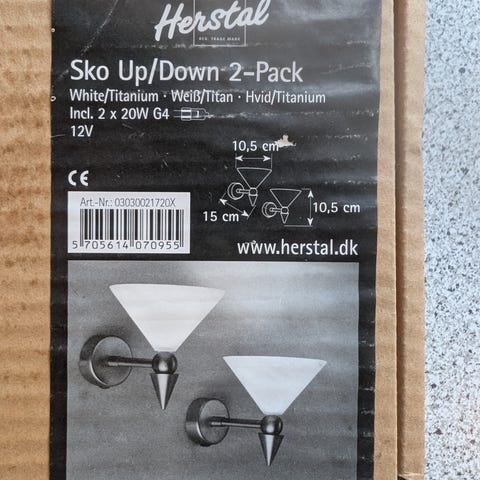 Herstal
REG. TRADE MARK
Sko Up/Down 2-Pack
White/Titanium · Weiß/Titan · Hvid/Titanium
Incl. 2 x 20W G4
12V
10,5 cm
CE
Art.-Nr.: 03030021720X
15 cm
10,5 cm
5 705614 070955
www.herstal.dk